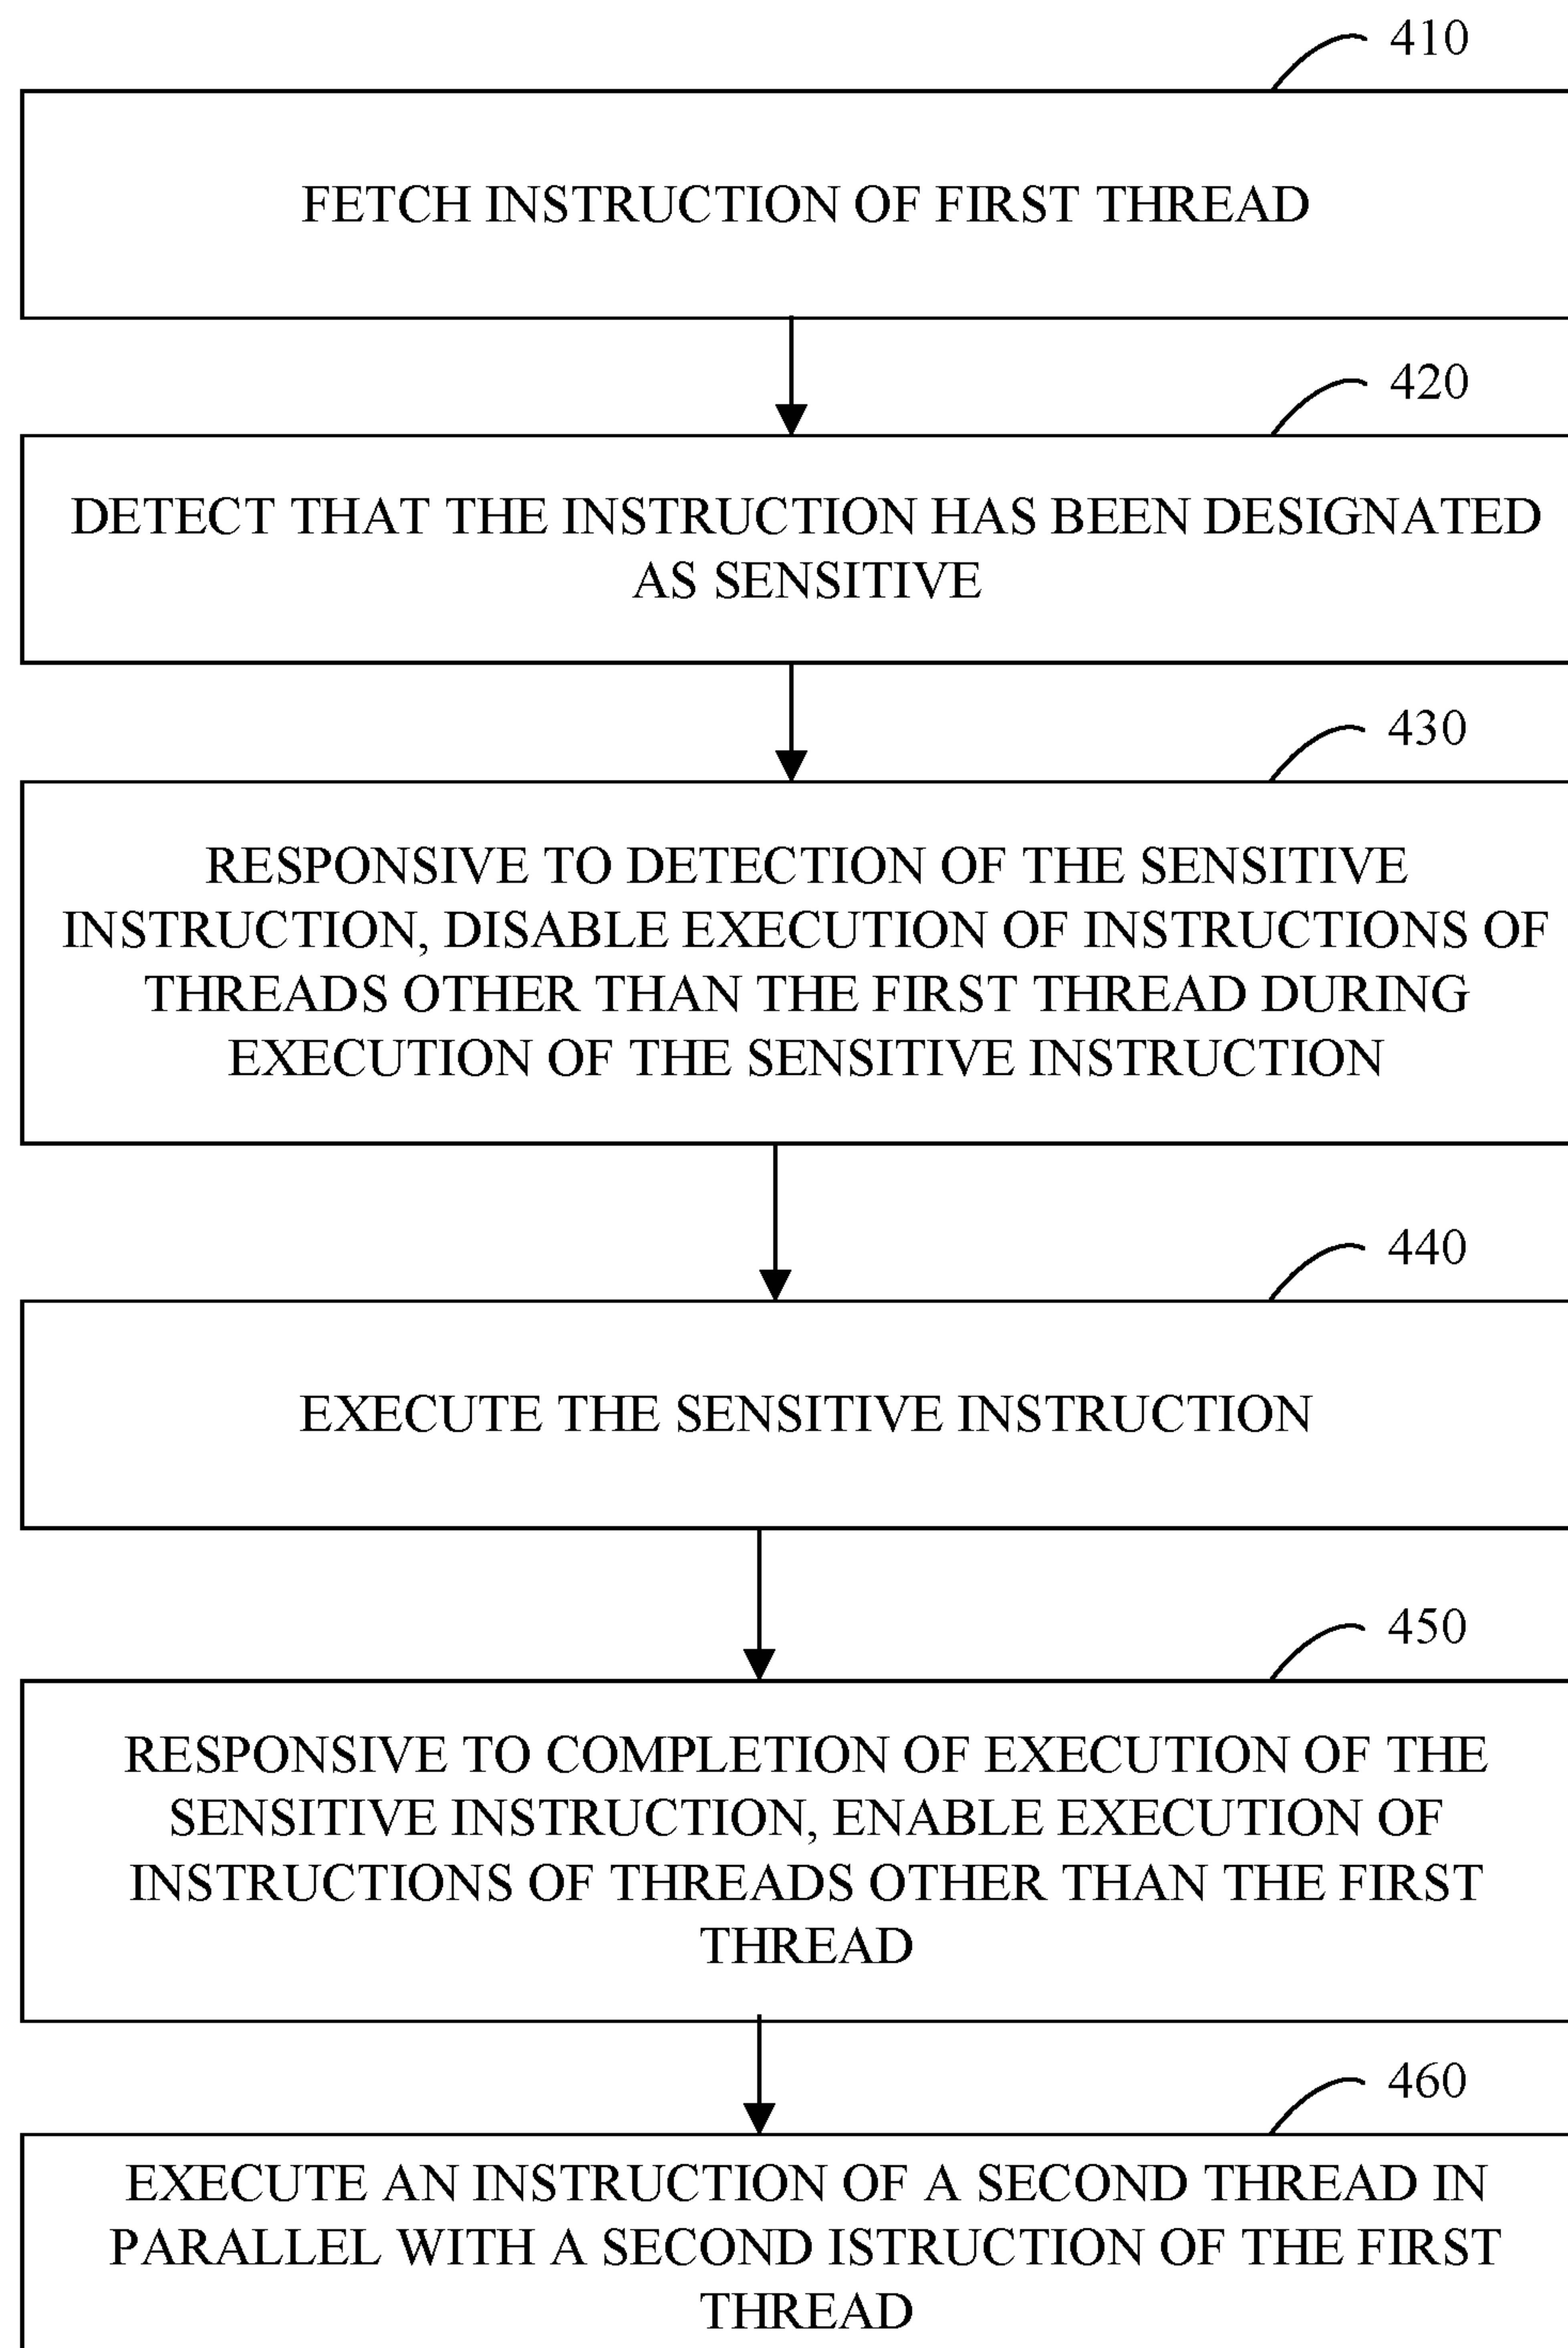 410
FETCH INSTRUCTION OF FIRST THREAD
420
DETECT THAT THE INSTRUCTION HAS BEEN DESIGNATED
AS SENSITIVE
430
RESPONSIVE TO DETECTION OF THE SENSITIVE
INSTRUCTION, DISABLE EXECUTION OF INSTRUCTIONS OF
THREADS OTHER THAN THE FIRST THREAD DURING
EXECUTION OF THE SENSITIVE INSTRUCTION
440
EXECUTE THE SENSITIVE INSTRUCTION
450
RESPONSIVE TO COMPLETION OF EXECUTION OF THE
SENSITIVE INSTRUCTION, ENABLE EXECUTION OF
INSTRUCTIONS OF THREADS OTHER THAN THE FIRST
THREAD
460
EXECUTE AN INSTRUCTION OF A SECOND THREAD IN
PARALLEL WITH A SECOND ISTRUCTION OF THE FIRST
THREAD